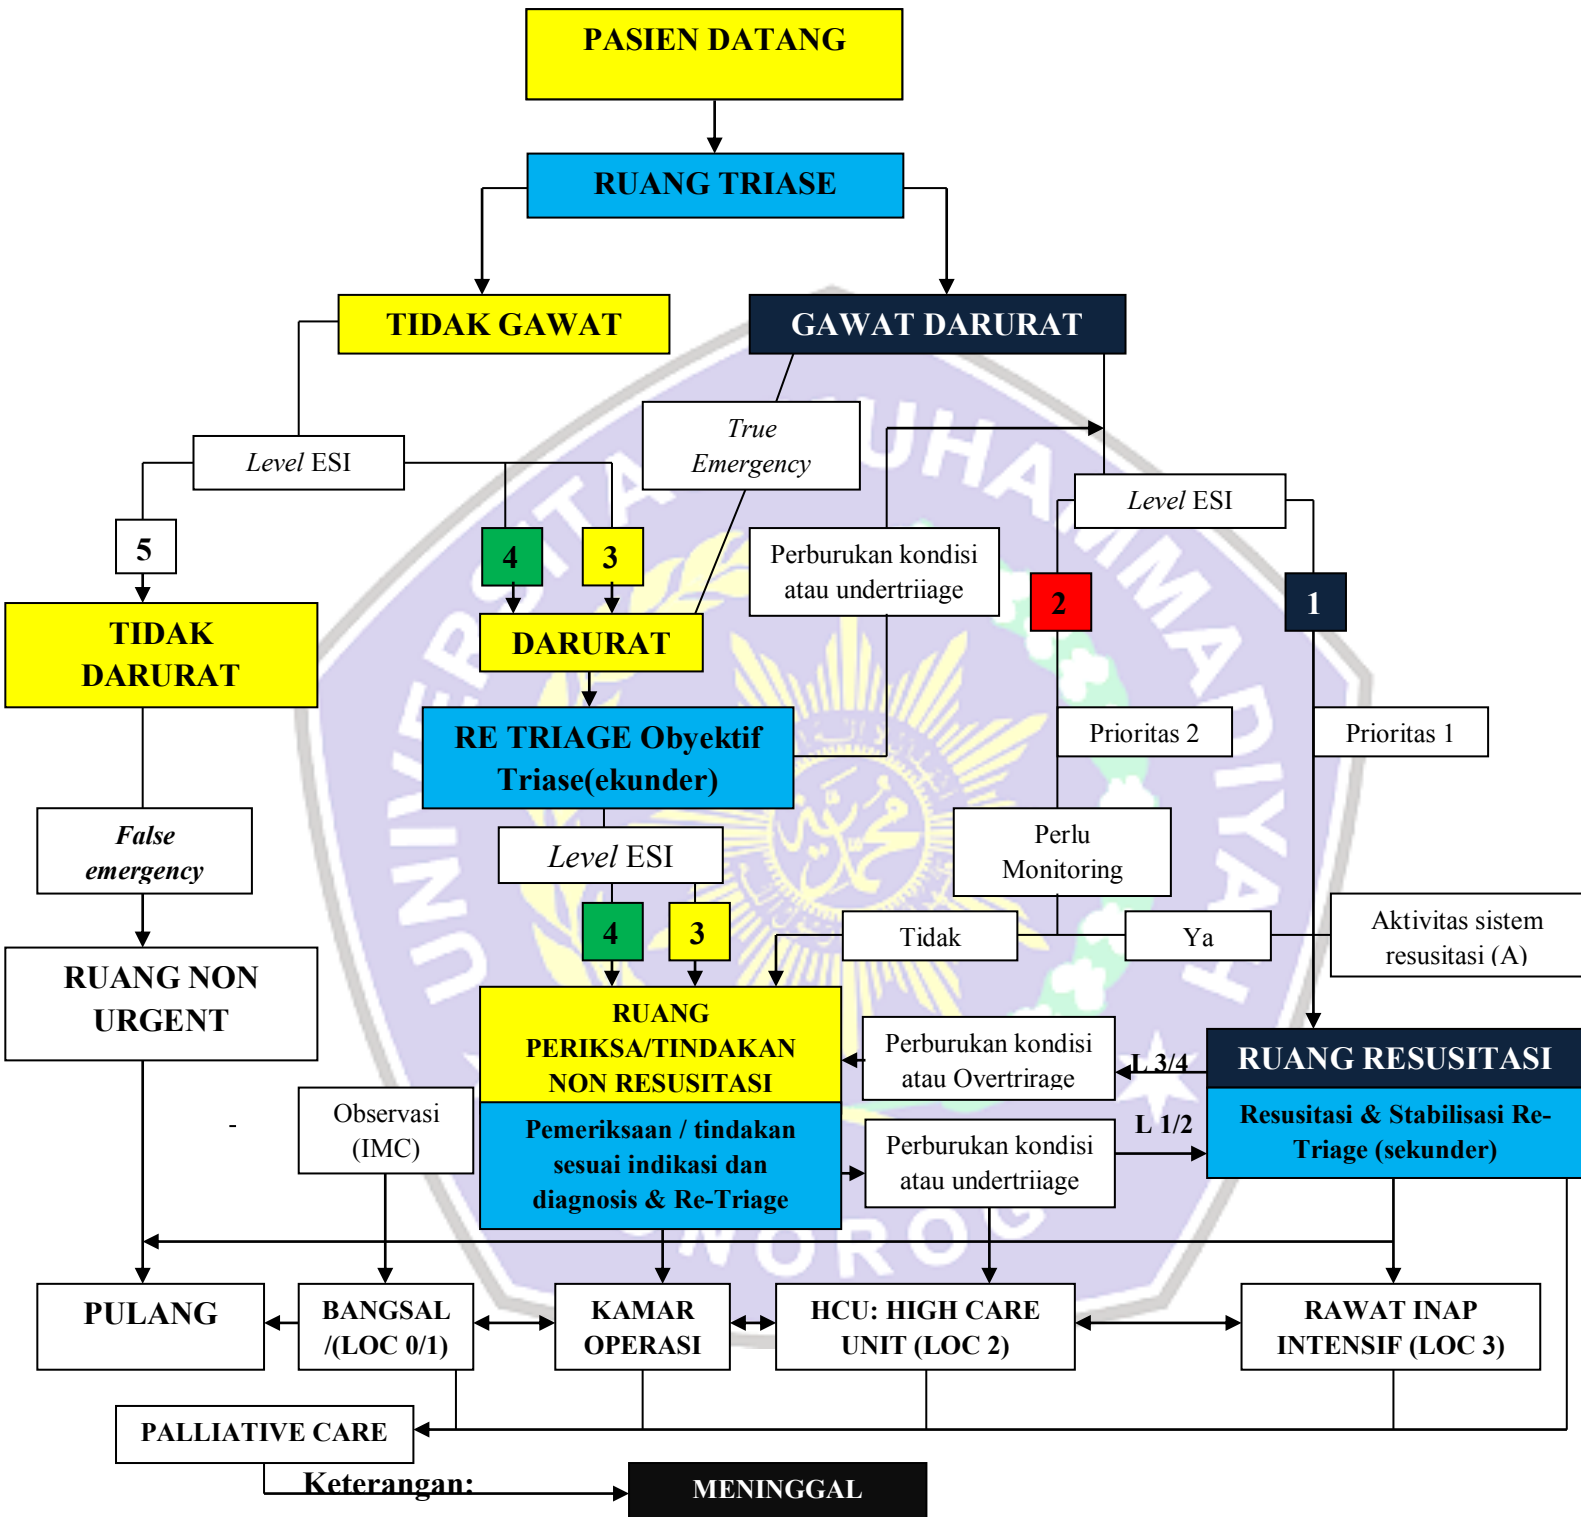 PASIEN DATANG
RUANG TRIASE
TIDAK GAWAT
GAWAT DARURAT
True
Emergency
Level ESI
Level ESI
5
4
3
Perburukan kondisi
atau undertriiage
2
1
TIDAK
DARURAT
DARURAT
RE TRIAGE Obyektif
Triase(ekunder)
Prioritas 2
Prioritas 1
False
emergency
Level ESI
Perlu
Monitoring
4
3
Tidak
Ya
Aktivitas sistem
resusitasi (A)
RUANG NON
URGENT
RUANG
PERIKSA/TINDAKAN
NON RESUSITASI
Perburukan kondisi
atau Overtrirage
L 3/4
RUANG RESUSITASI
Observasi
(IMC)
-
Pemeriksaan / tindakan
sesuai indikasi dan
diagnosis & Re-Triage
Perburukan kondisi
atau undertriiage
L 1/2
Resusitasi & Stabilisasi Re-
Triage (sekunder)
PULANG
BANGSAL
/(LOC 0/1)
KAMAR
OPERASI
HCU: HIGH CARE
UNIT (LOC 2)
RAWAT INAP
INTENSIF (LOC 3)
PALLIATIVE CARE
Keterangan:
MENINGGAL
UNIVERSITA
UHAMMADIYAH
ONOROG